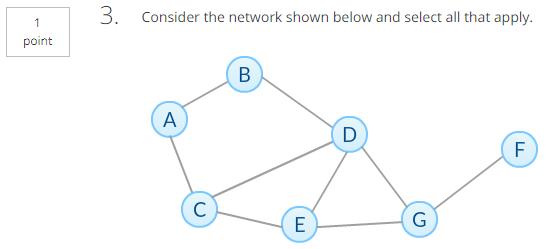 1
point
3. Consider the network shown below and select all that apply.
B
A
D
F
C
E
G